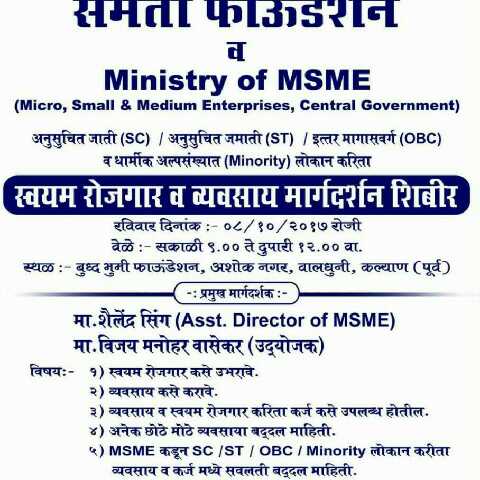 समता फाऊंडेशन
व
Ministry of MSME
(Micro, Small & Medium Enterprises, Central Government)
अनुसुचित जाती (SC) / अनुसुचित जमाती (ST) / इत्तर मागासवर्ग (OBC)
व धार्मीक अल्पसंख्यात (Minority) लोकान करिता
स्वयम रोजगार व व्यवसाय मार्गदर्शन शिबीर
रविवार दिनांक :- ०८/१०/२०१७ रोजी
वेळे :- सकाळी ९.०० ते दुपारी १२.०० वा.
स्थळ :- बुध्द भुमी फाऊंडेशन, अशोक नगर, वालधुनी, कल्याण (पूर्व)
-: प्रमुख मार्गदर्शक :-
मा.शैलेंद्र सिंग (Asst. Director of MSME)
मा.विजय मनोहर वासेकर (उद्योजक)
विषयः- १) स्वयम रोजगार कसे उभरावे.
२) व्यवसाय कसे करावे.
३) व्यवसाय व स्वयम रोजगार करिता कर्ज कसे उपलब्ध होतील.
४) अनेक छोटे मोठे व्यवसाया बद्दल माहिती.
५) MSME कडून SC /ST / OBC / Minority लोकान करीता
व्यवसाय व कर्ज मध्ये सवलती बद्दल माहिती.